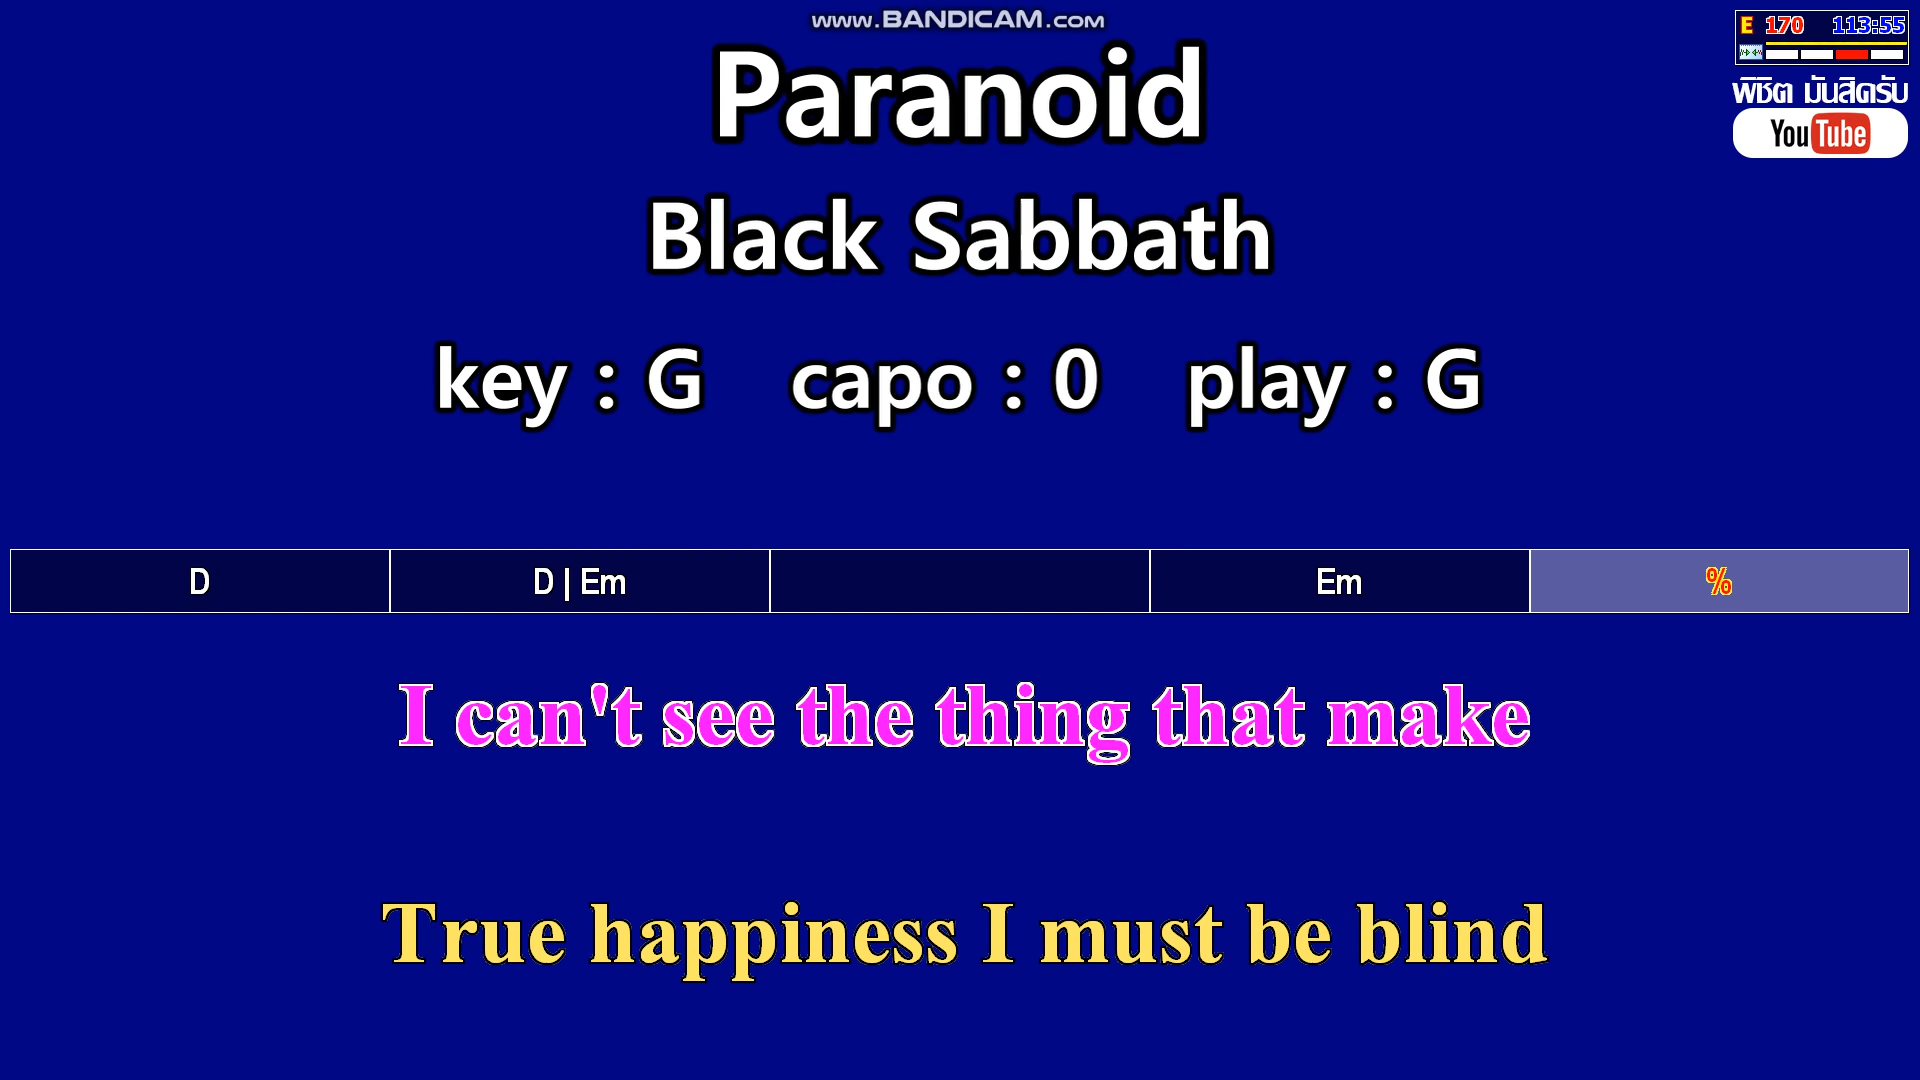 www.BANDICAM.com
E 170 113:55
Paranoid
พิชิต มันสิตรับ
YouTube
Black Sabbath
key : G capo : 0 play : G
D D | Em Em %
I can't see the thing that make
True happiness I must be blind